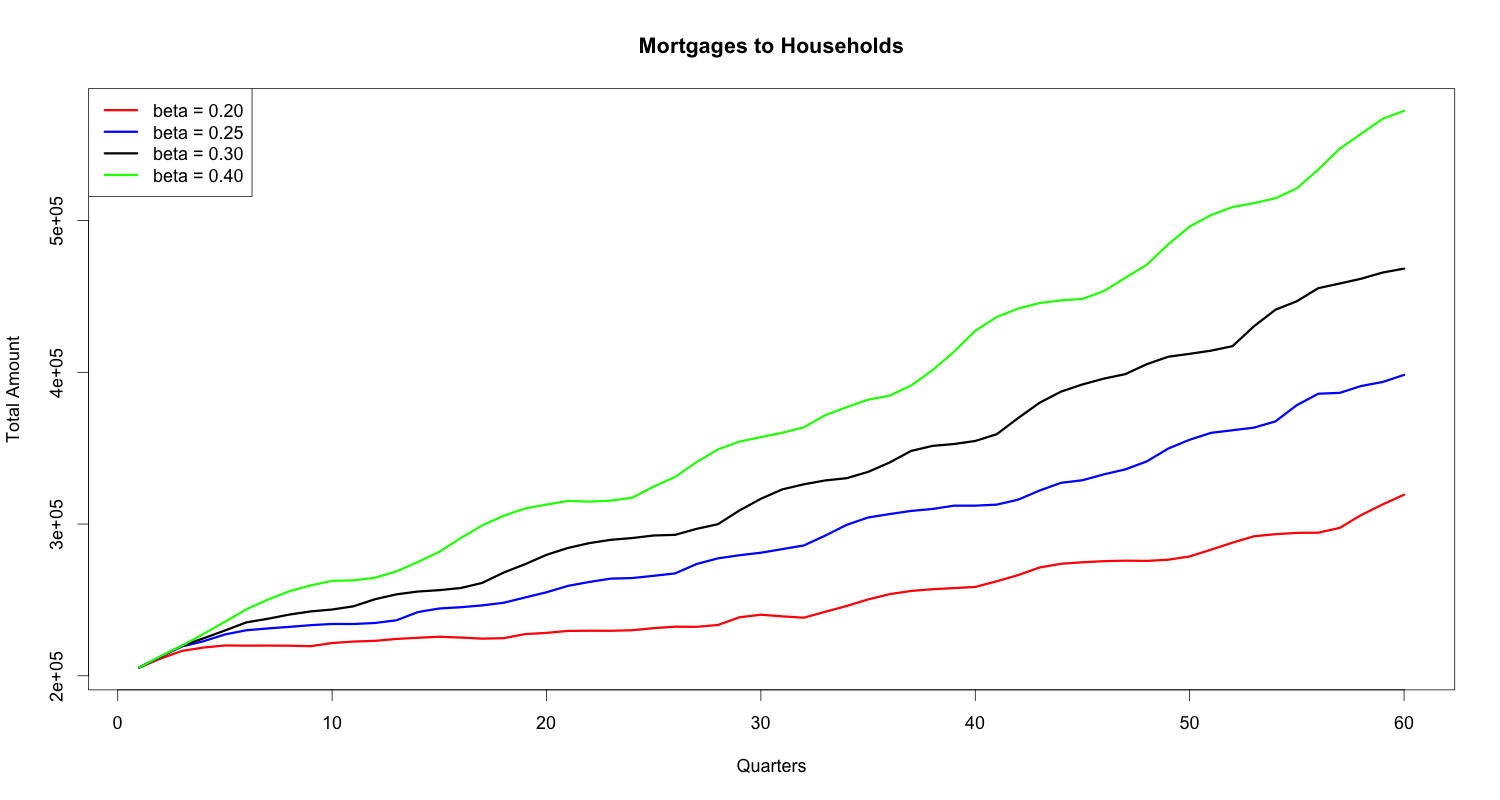 Mortgages to Households
beta = 0.20
beta = 0.25
beta = 0.30
beta = 0.40
Total Amount
5e+05
4e+05
3e+05
2e+05
0 10 20 30 40 50 60
Quarters